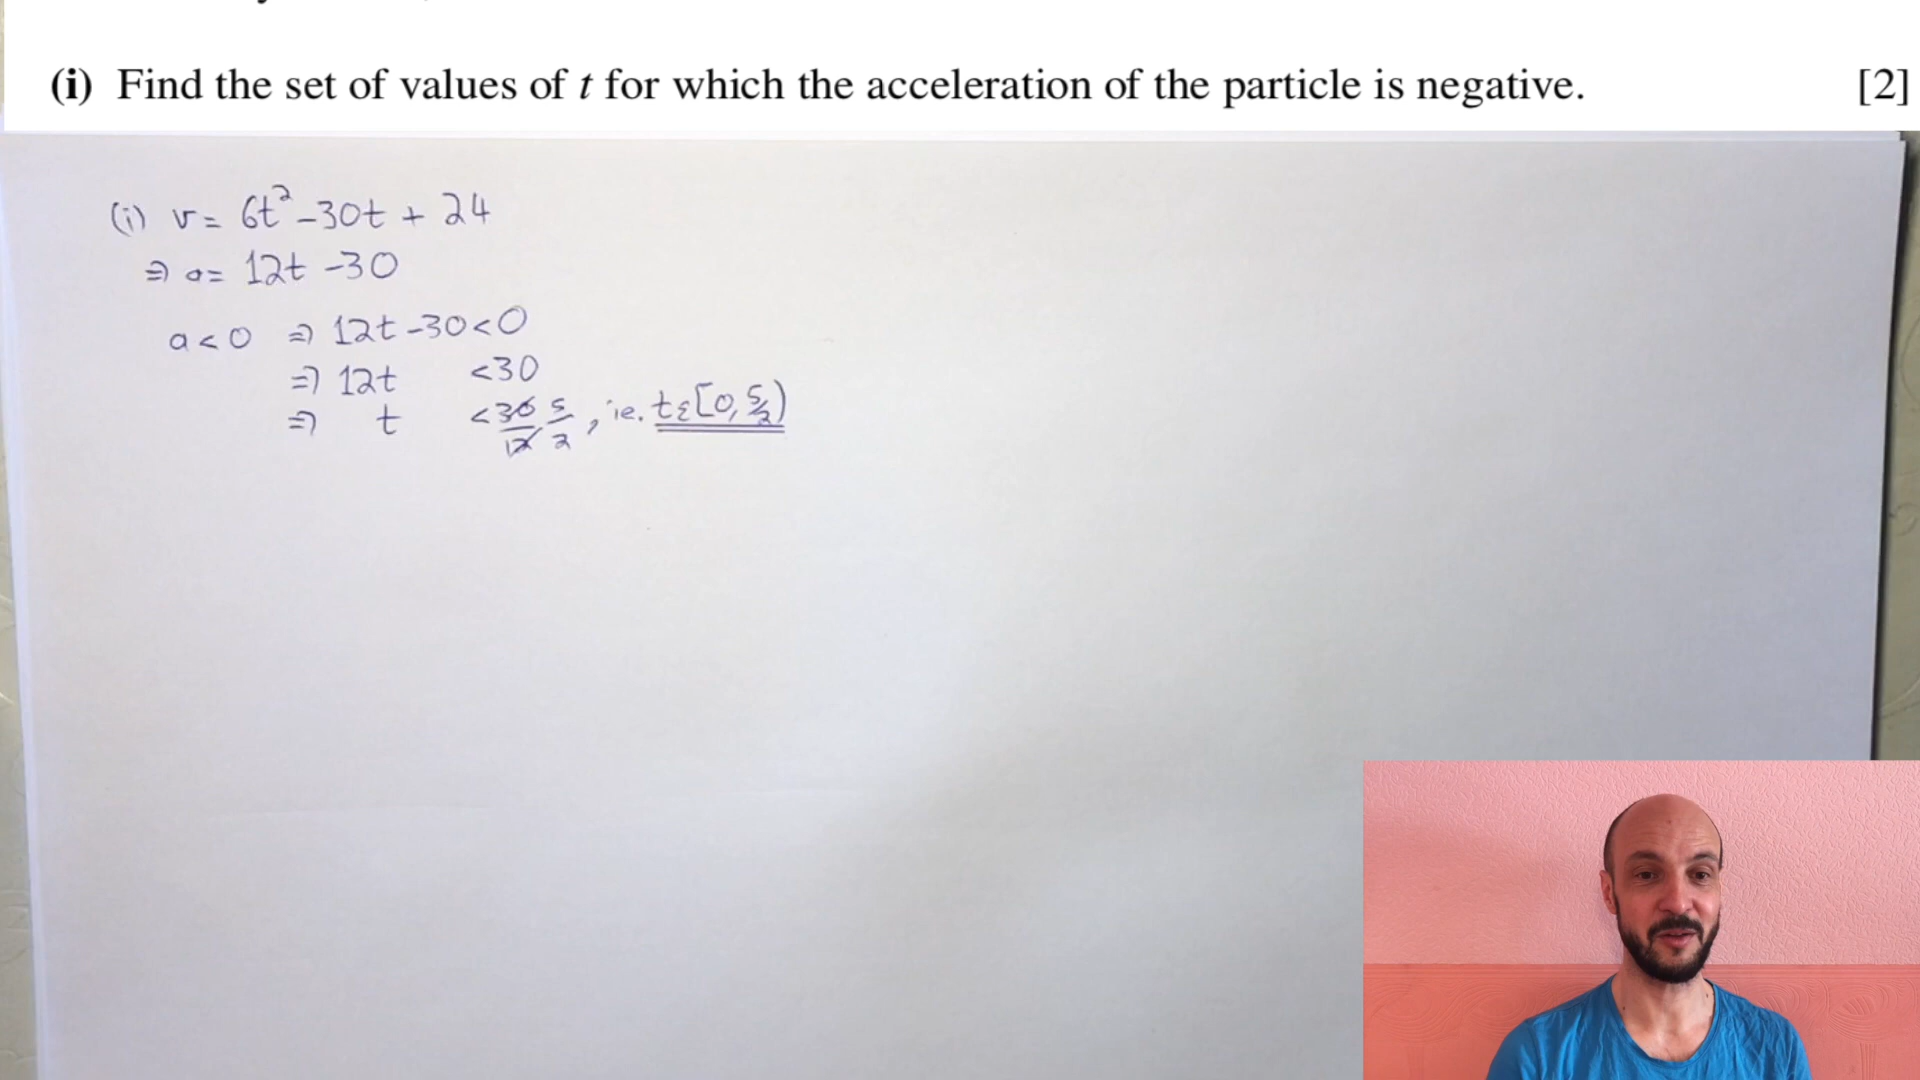 (i) Find the set of values of t for which the acceleration of the particle is negative. [2]
(i) v = 6t² - 30t + 24
⇒ a = 12t - 30
a < 0 ⇒ 12t - 30 < 0
⇒ 12t < 30
⇒ t < 30/12 5/2 , ie. t ε [0, 5/2)